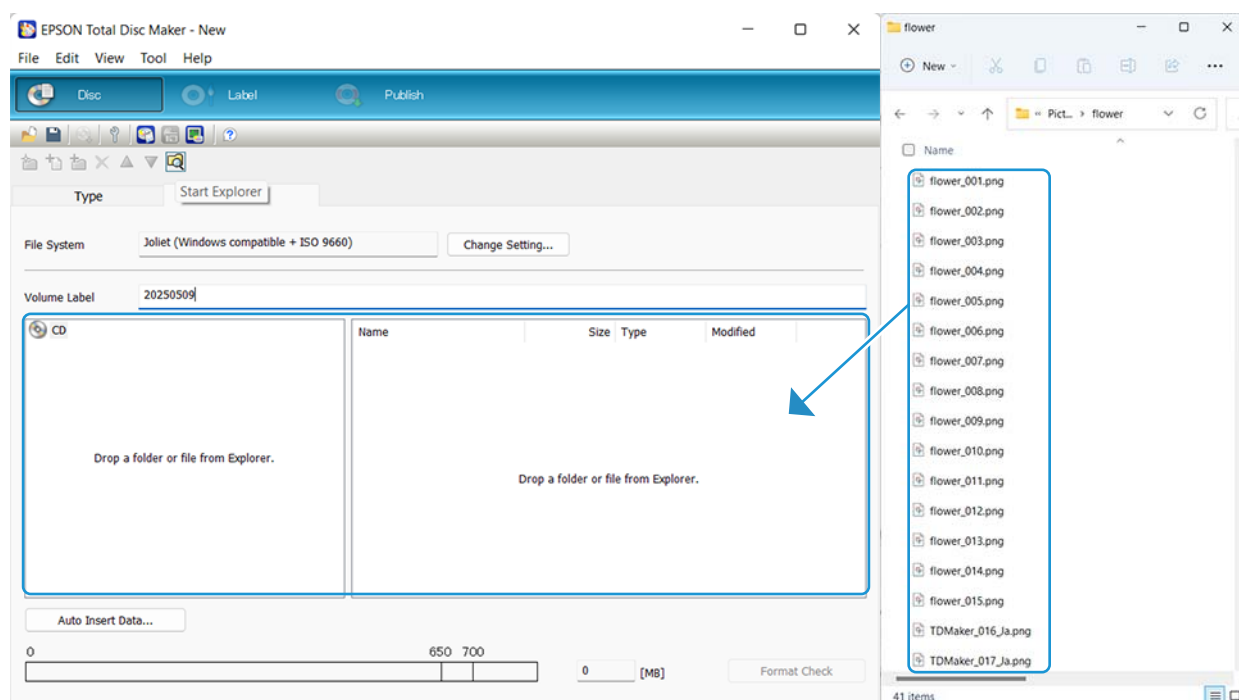 EPSON Total Disc Maker - New
File Edit View Tool Help
Disc Label Publish
Type
Start Explorer
File System
Joliet (Windows compatible + ISO 9660)
Change Setting...
Volume Label
20250509
CD
Drop a folder or file from Explorer.
Name Size Type Modified
Drop a folder or file from Explorer.
Auto Insert Data...
0 650 700
0 [MB]
Format Check
flower
New
Pict... flower
Name
flower_001.png
flower_002.png
flower_003.png
flower_004.png
flower_005.png
flower_006.png
flower_007.png
flower_008.png
flower_009.png
flower_010.png
flower_011.png
flower_012.png
flower_013.png
flower_014.png
flower_015.png
TDMaker_016_Ja.png
TDMaker_017_Ja.png
41 items